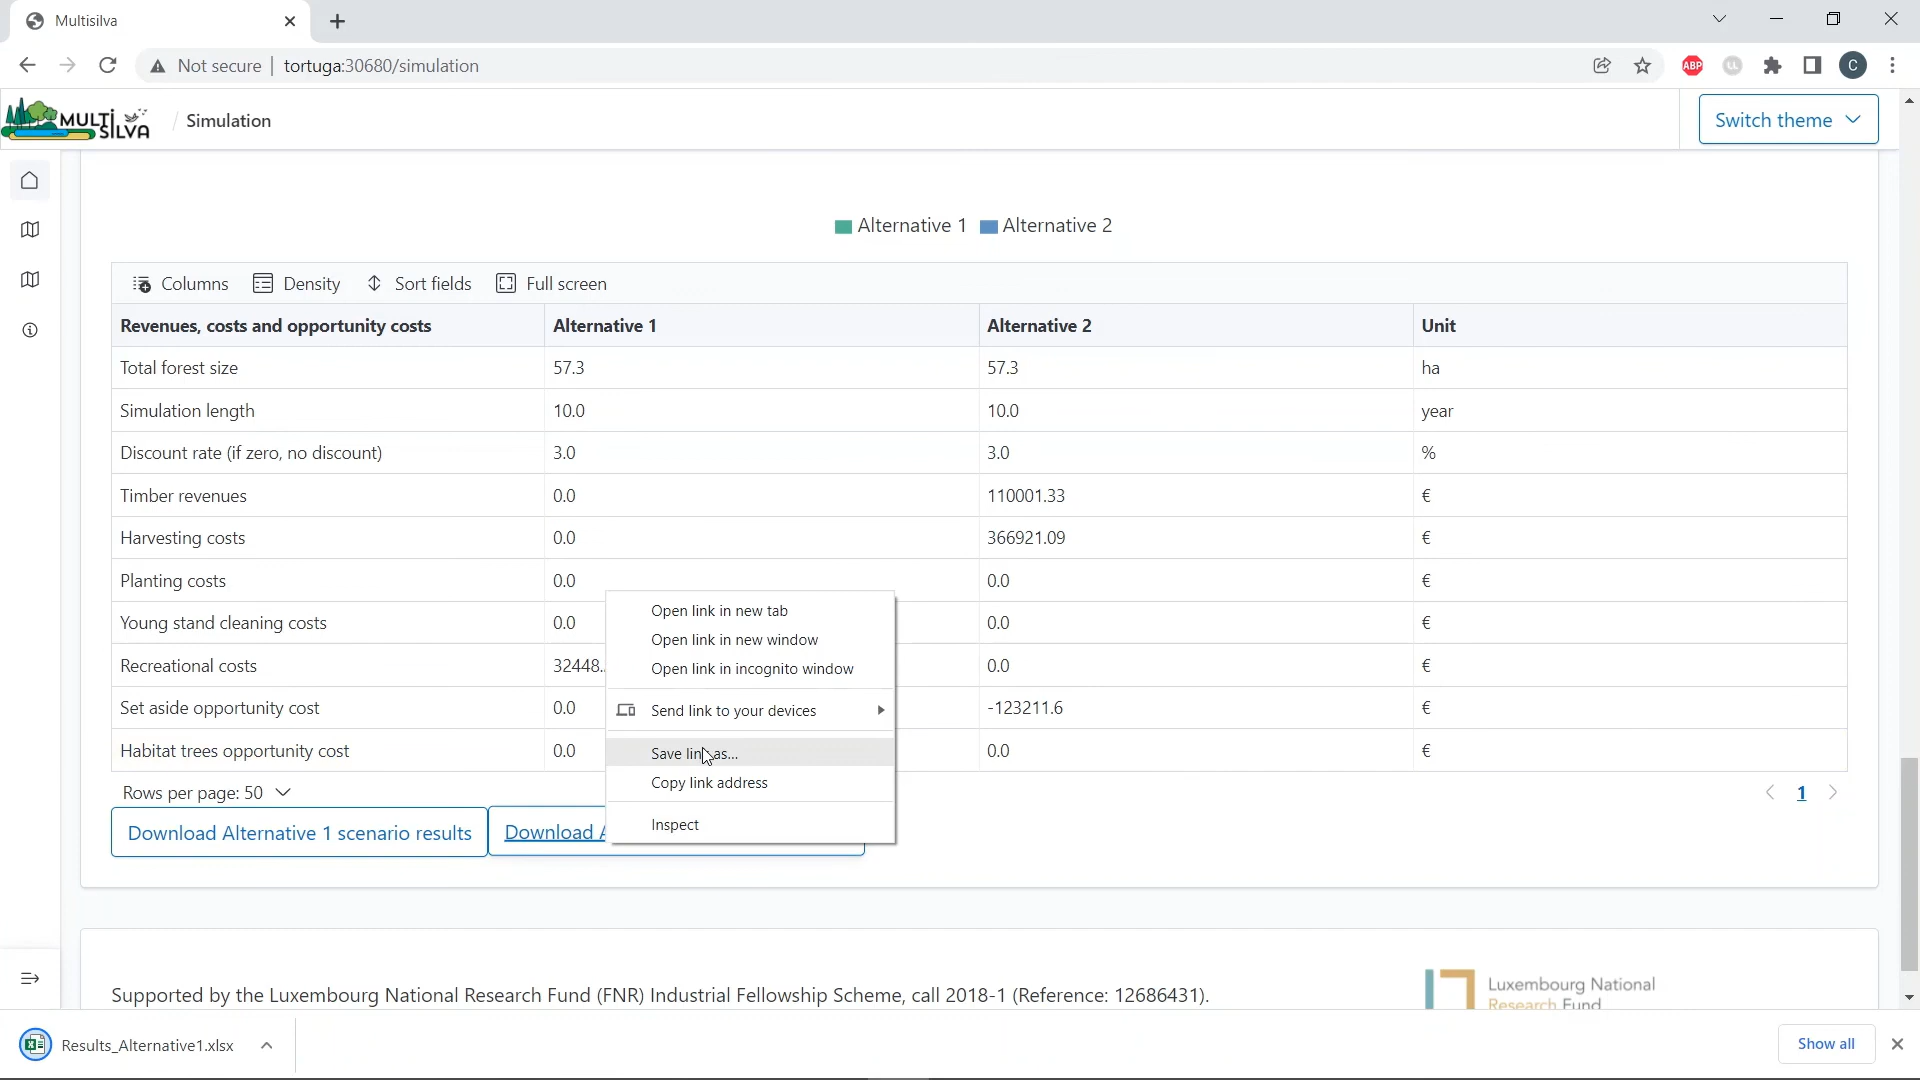 Multisilva
Not secure | tortuga:30680/simulation
ABP
C
MULTI SILVA / Simulation
Switch theme
Alternative 1 Alternative 2
Columns Density Sort fields Full screen
Revenues, costs and opportunity costs Alternative 1 Alternative 2 Unit
Total forest size 57.3 57.3 ha
Simulation length 10.0 10.0 year
Discount rate (if zero, no discount) 3.0 3.0 %
Timber revenues 0.0 110001.33 €
Harvesting costs 0.0 366921.09 €
Planting costs 0.0 0.0 €
Young stand cleaning costs 0.0 0.0 €
Recreational costs 32448.. 0.0 €
Set aside opportunity cost 0.0 -123211.6 €
Habitat trees opportunity cost 0.0 0.0 €
Open link in new tab
Open link in new window
Open link in incognito window
Send link to your devices
Save link as...
Copy link address
Inspect
Rows per page: 50 1
Download Alternative 1 scenario results Download A
Supported by the Luxembourg National Research Fund (FNR) Industrial Fellowship Scheme, call 2018-1 (Reference: 12686431).
Luxembourg National
Research Fund
Results_Alternative1.xlsx Show all